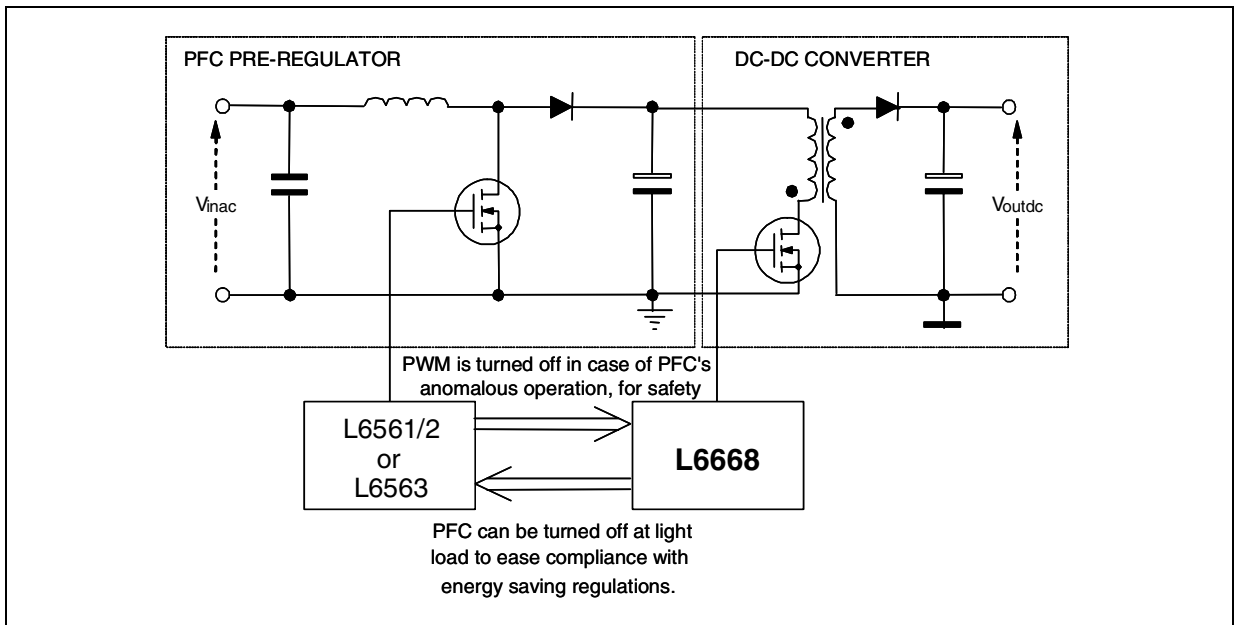 PFC PRE-REGULATOR
DC-DC CONVERTER
Vinac
Voutdc
PWM is turned off in case of PFC's
anomalous operation, for safety
L6561/2
or
L6563
L6668
PFC can be turned off at light
load to ease compliance with
energy saving regulations.